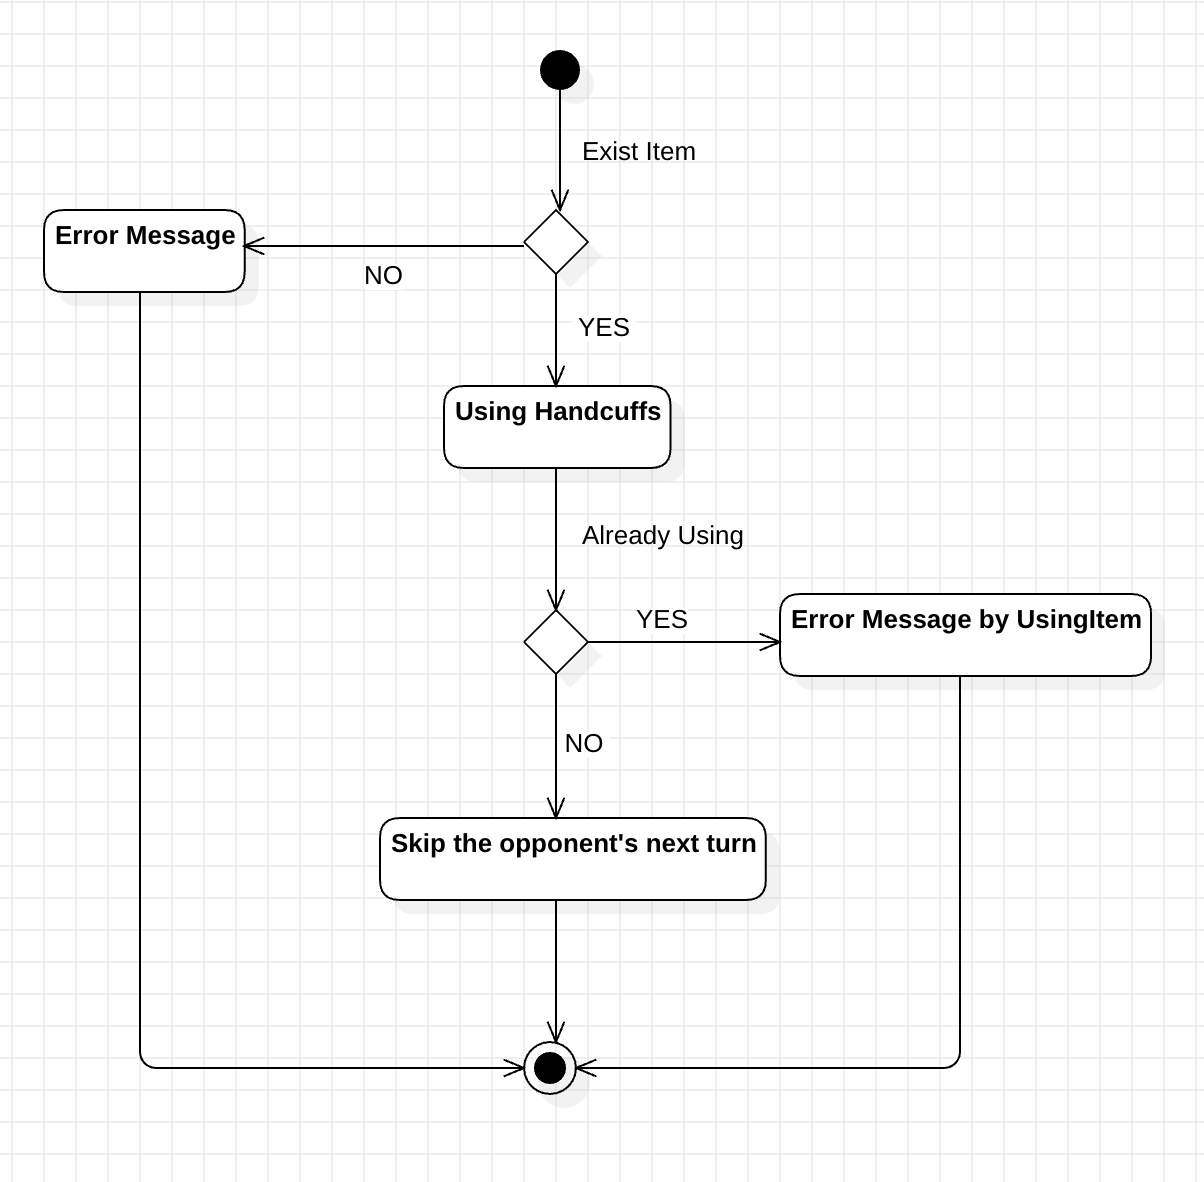 Exist Item
Error Message
NO
YES
Using Handcuffs
Already Using
YES
Error Message by UsingItem
NO
Skip the opponent's next turn